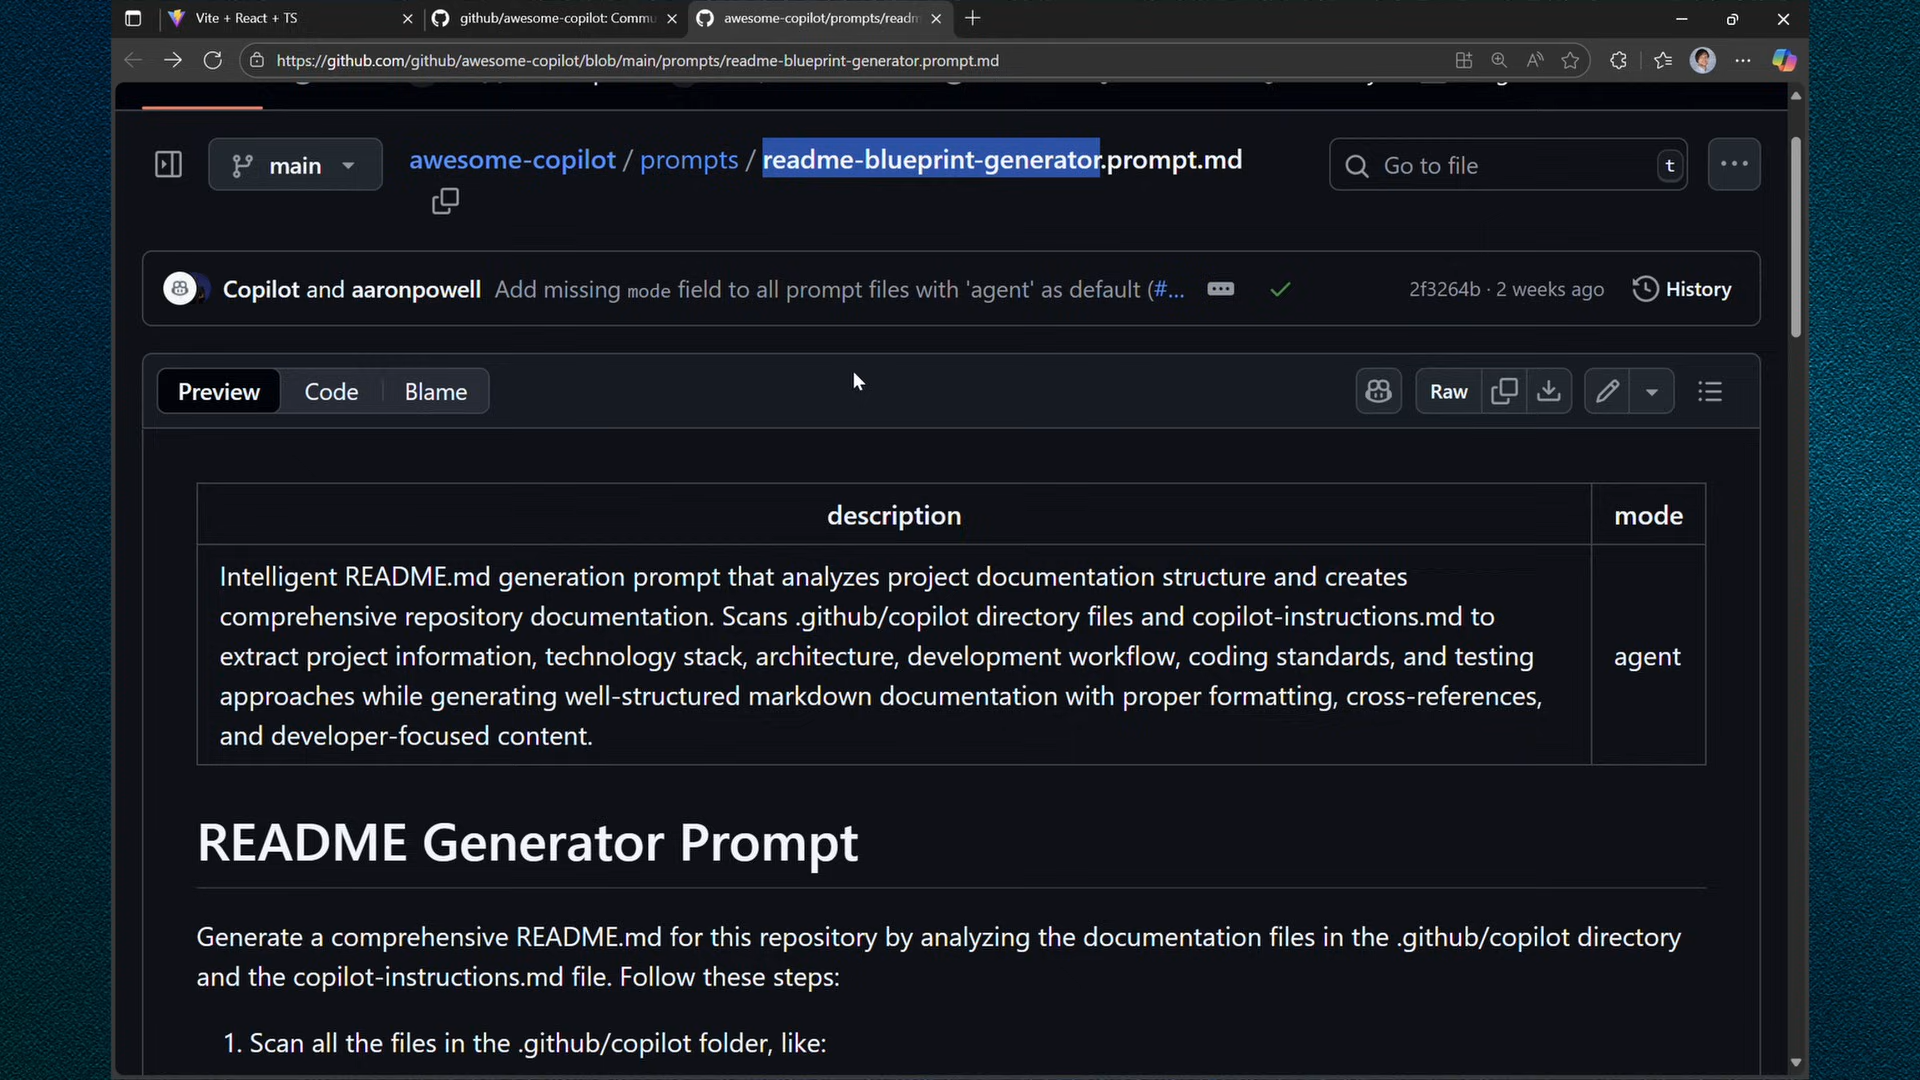 Vite + React + TS
github/awesome-copilot: Commu
awesome-copilot/prompts/readm
https://github.com/github/awesome-copilot/blob/main/prompts/readme-blueprint-generator.prompt.md
main
awesome-copilot / prompts / readme-blueprint-generator.prompt.md
Go to file
t
Copilot and aaronpowell Add missing mode field to all prompt files with 'agent' as default (#...
2f3264b · 2 weeks ago
History
Preview
Code
Blame
Raw
description
mode
Intelligent README.md generation prompt that analyzes project documentation structure and creates
comprehensive repository documentation. Scans .github/copilot directory files and copilot-instructions.md to
extract project information, technology stack, architecture, development workflow, coding standards, and testing
approaches while generating well-structured markdown documentation with proper formatting, cross-references,
and developer-focused content.
agent
README Generator Prompt
Generate a comprehensive README.md for this repository by analyzing the documentation files in the .github/copilot directory
and the copilot-instructions.md file. Follow these steps:
1. Scan all the files in the .github/copilot folder, like: